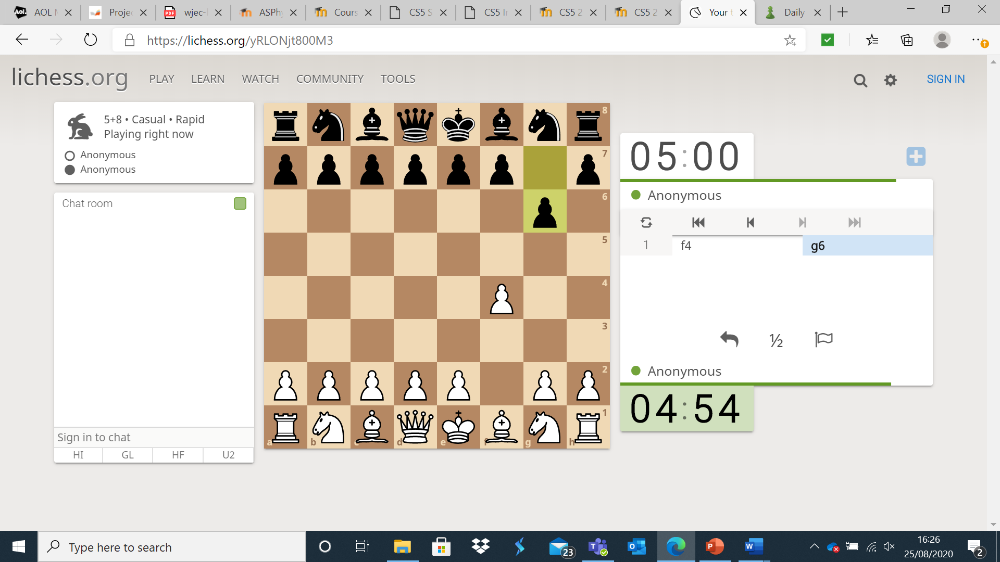 AOL M
Projec
wjec-l
ASPhy
Cours
CS5 S
CS5 In
CS5 2
CS5 2
Your t
Daily
https://lichess.org/yRLONjt800M3
lichess.org
PLAY
LEARN
WATCH
COMMUNITY
TOOLS
SIGN IN
5+8 • Casual • Rapid
Playing right now
Anonymous
Anonymous
Chat room
Sign in to chat
HI
GL
HF
U2
8
7
6
5
4
3
2
1
a
b
c
d
e
f
g
h
05:00
Anonymous
1 f4 g6
½
Anonymous
04:54
Type here to search
23
16:26
25/08/2020
2